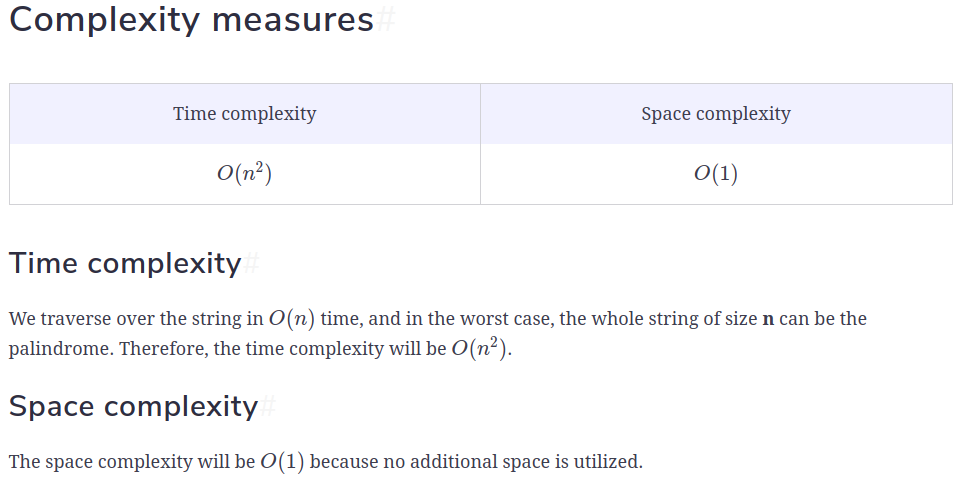 Complexity measures#
Time complexity Space complexity
O(n²) O(1)
Time complexity#
We traverse over the string in O(n) time, and in the worst case, the whole string of size n can be the
palindrome. Therefore, the time complexity will be O(n²).
Space complexity#
The space complexity will be O(1) because no additional space is utilized.